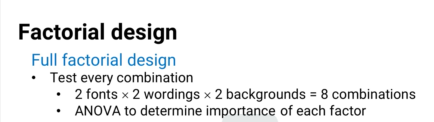 Factorial design
Full factorial design
• Test every combination
• 2 fonts × 2 wordings × 2 backgrounds = 8 combinations
• ANOVA to determine importance of each factor